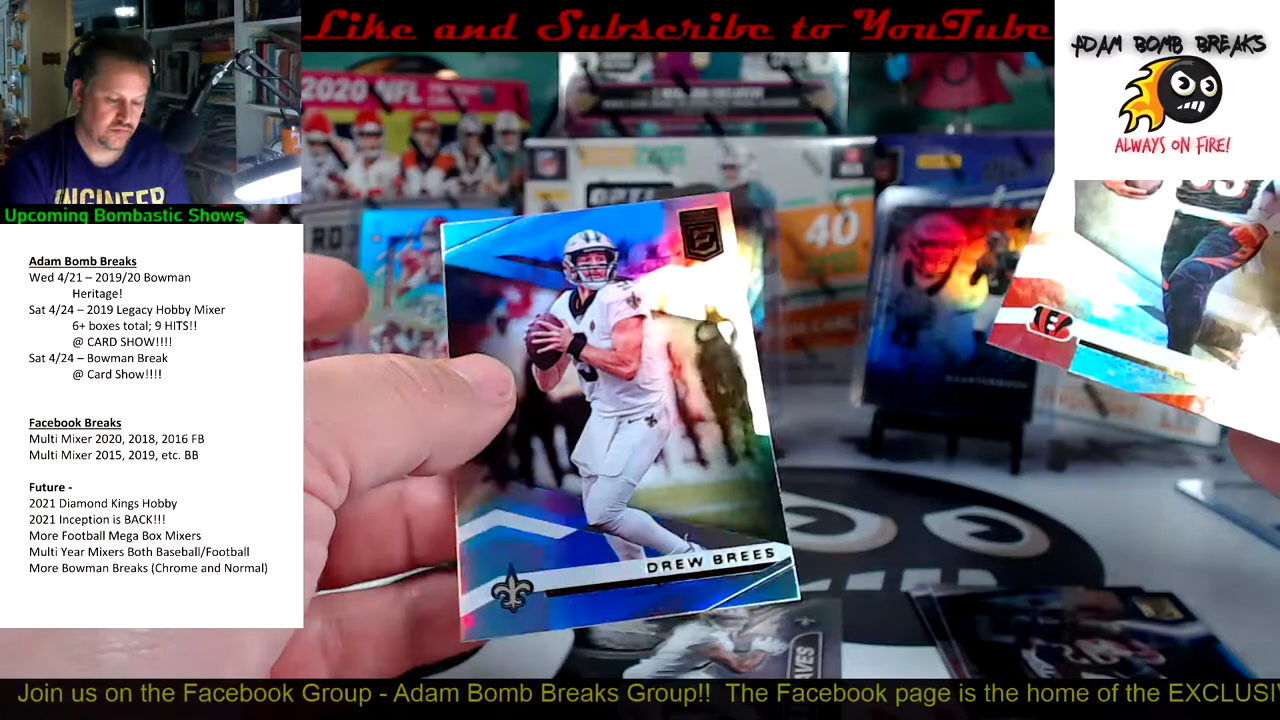 Like and Subscribe to YouTube
ADAM BOMB BREAKS
ALWAYS ON FIRE!
ENGINEER
2020 NFL
40
Upcoming Bombastic Shows
Adam Bomb Breaks
Wed 4/21 – 2019/20 Bowman
Heritage!
Sat 4/24 – 2019 Legacy Hobby Mixer
6+ boxes total; 9 HITS!!
@ CARD SHOW!!!!
Sat 4/24 – Bowman Break
@ Card Show!!!!
Facebook Breaks
Multi Mixer 2020, 2018, 2016 FB
Multi Mixer 2015, 2019, etc. BB
Future -
2021 Diamond Kings Hobby
2021 Inception is BACK!!!
More Football Mega Box Mixers
Multi Year Mixers Both Baseball/Football
More Bowman Breaks (Chrome and Normal)
E
DREW BREES
Join us on the Facebook Group - Adam Bomb Breaks Group!! The Facebook page is the home of the EXCLUSI